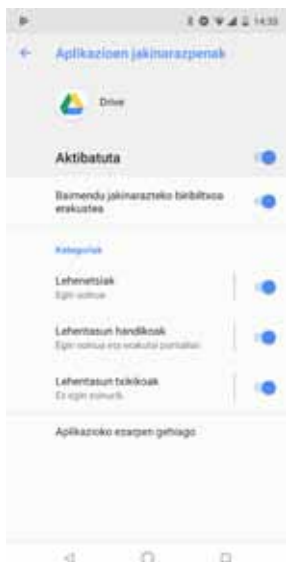 14:33
Aplikazioen jakinarazpenak
Drive
Aktibatuta
Baimendu jakinarazteko biribiltxoa
erakustea
Kategoriak
Lehenetsiak
Egin soinua
Lehentasun handikoak
Egin soinua eta erakutsi pantailan
Lehentasun txikikoak
Ez egin soinurik
Aplikazioko ezarpen gehiago